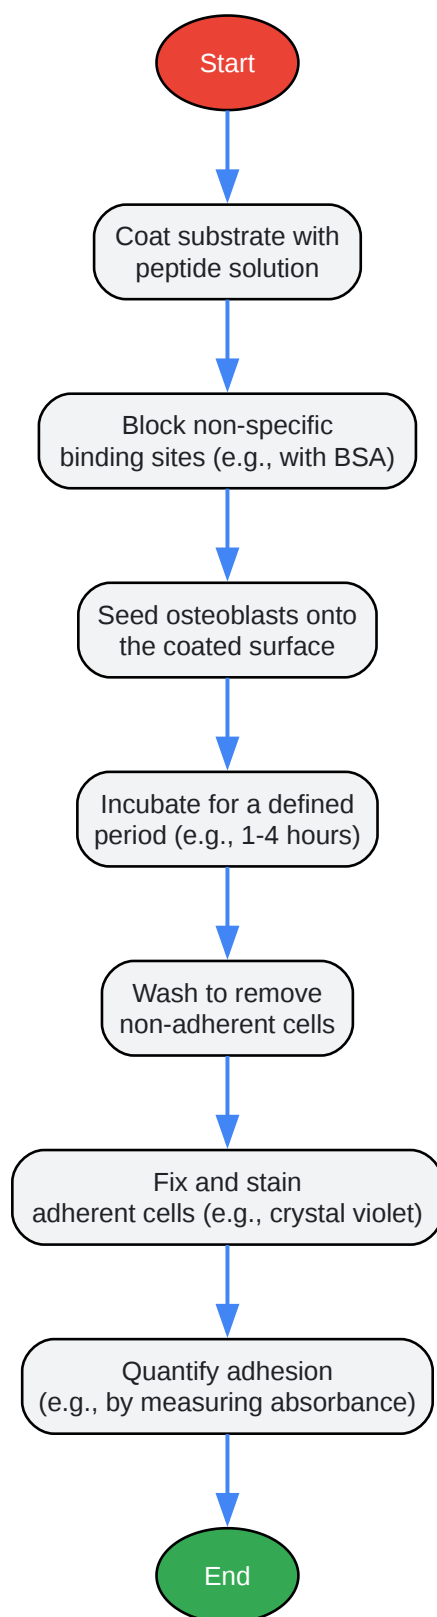 Start
Coat substrate with
peptide solution
Block non-specific
binding sites (e.g., with BSA)
Seed osteoblasts onto
the coated surface
Incubate for a defined
period (e.g., 1-4 hours)
Wash to remove
non-adherent cells
Fix and stain
adherent cells (e.g., crystal violet)
Quantify adhesion
(e.g., by measuring absorbance)
End